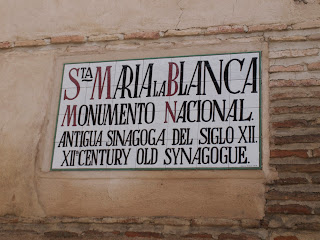 STA MARIA LA BLANCA
MONUMENTO NACIONAL.
ANTIGUA SINAGOGA DEL SIGLO XII.
XIITH CENTURY OLD SYNAGOGUE.